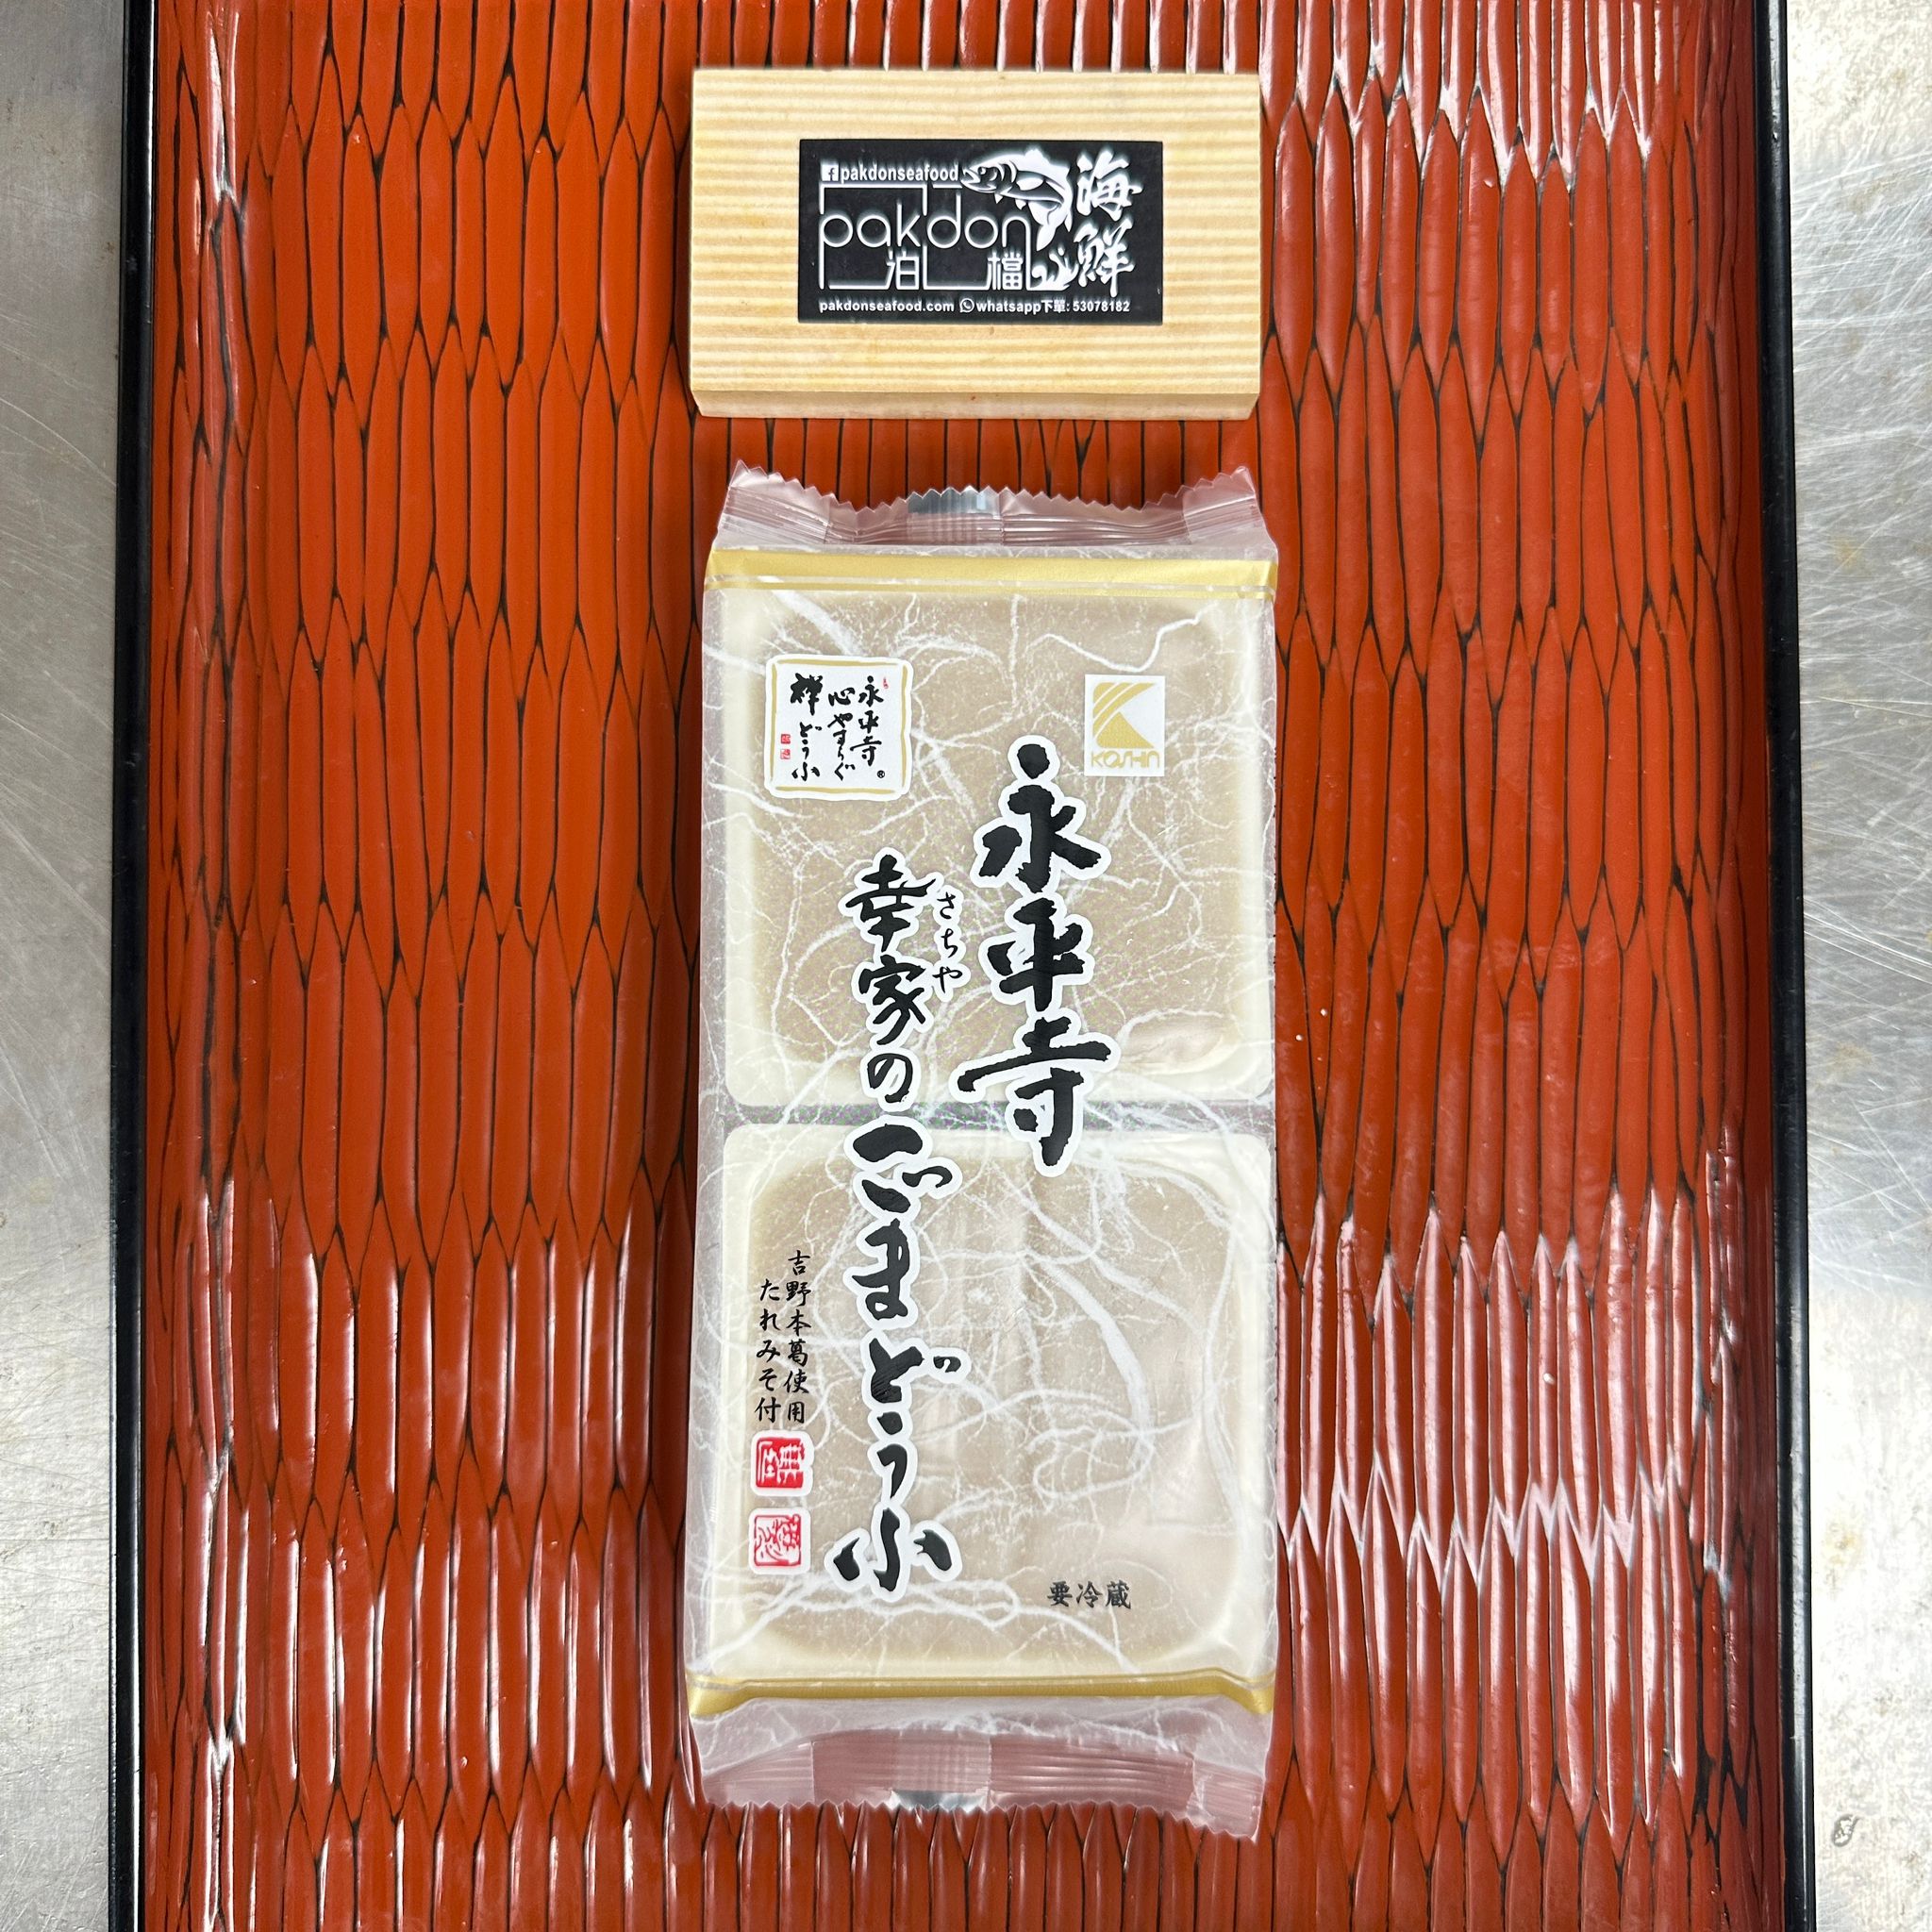 pakdonseafood
pakdon
泊檔
海鮮
pakdonseafood.com whatsapp下單: 53078182
永平寺
心やすらぐ
禅どうふ
®
KOSHIN
永平寺
さちや
幸家のごまどうふ
吉野本葛使用
たれみそ付
要冷蔵